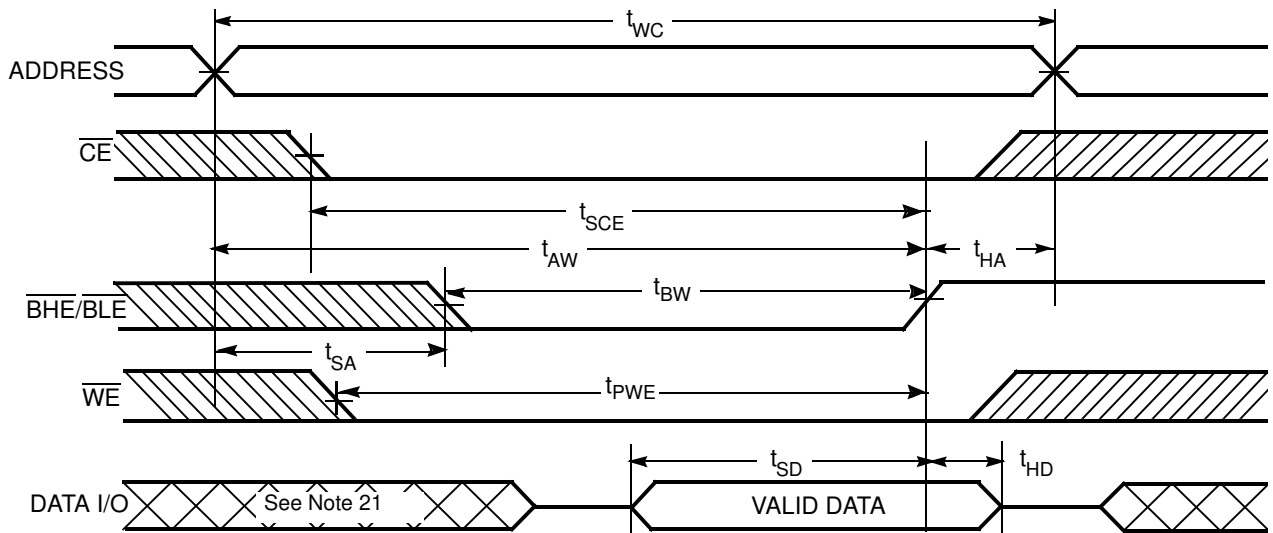 tWC
ADDRESS
CE
tSCE
tAW
tHA
BHE/BLE
tBW
tSA
WE
tPWE
DATA I/O
See Note 21
tSD
VALID DATA
tHD